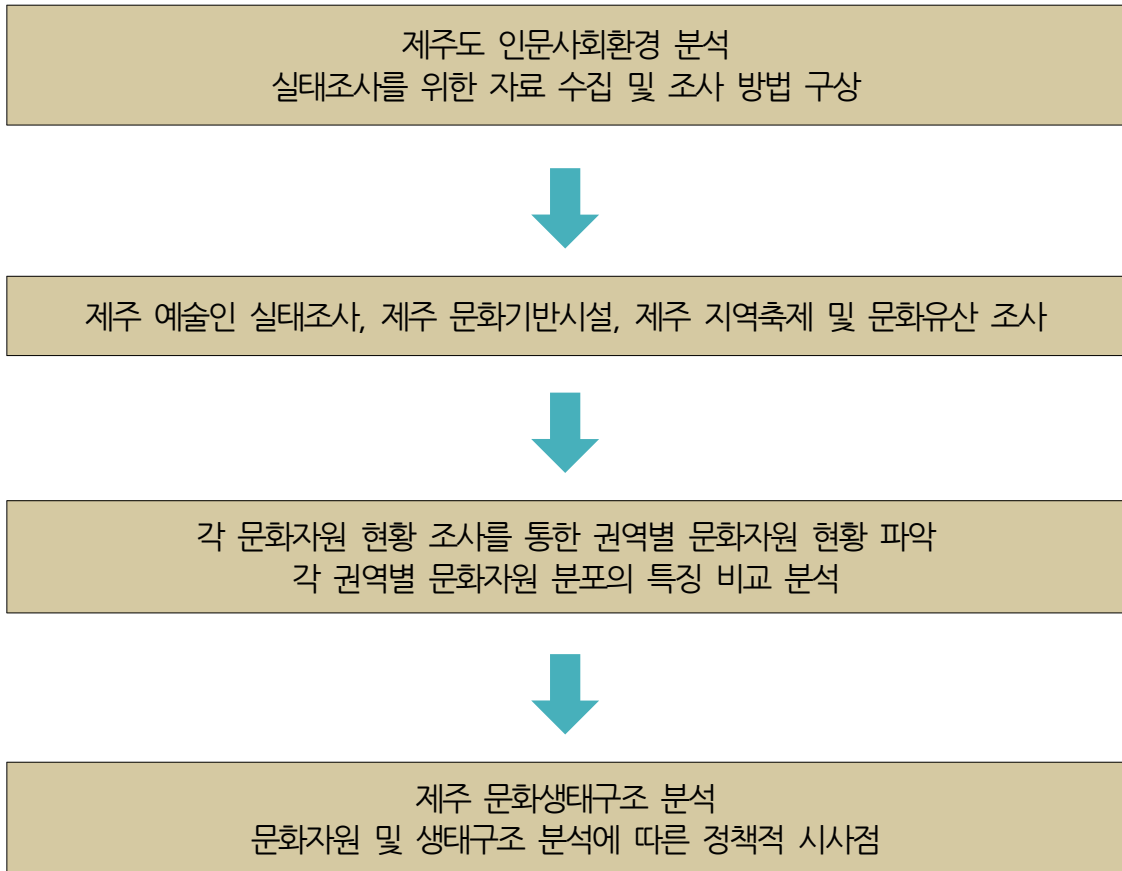 제주도 인문사회환경 분석
실태조사를 위한 자료 수집 및 조사 방법 구상
제주 예술인 실태조사, 제주 문화기반시설, 제주 지역축제 및 문화유산 조사
각 문화자원 현황 조사를 통한 권역별 문화자원 현황 파악
각 권역별 문화자원 분포의 특징 비교 분석
제주 문화생태구조 분석
문화자원 및 생태구조 분석에 따른 정책적 시사점